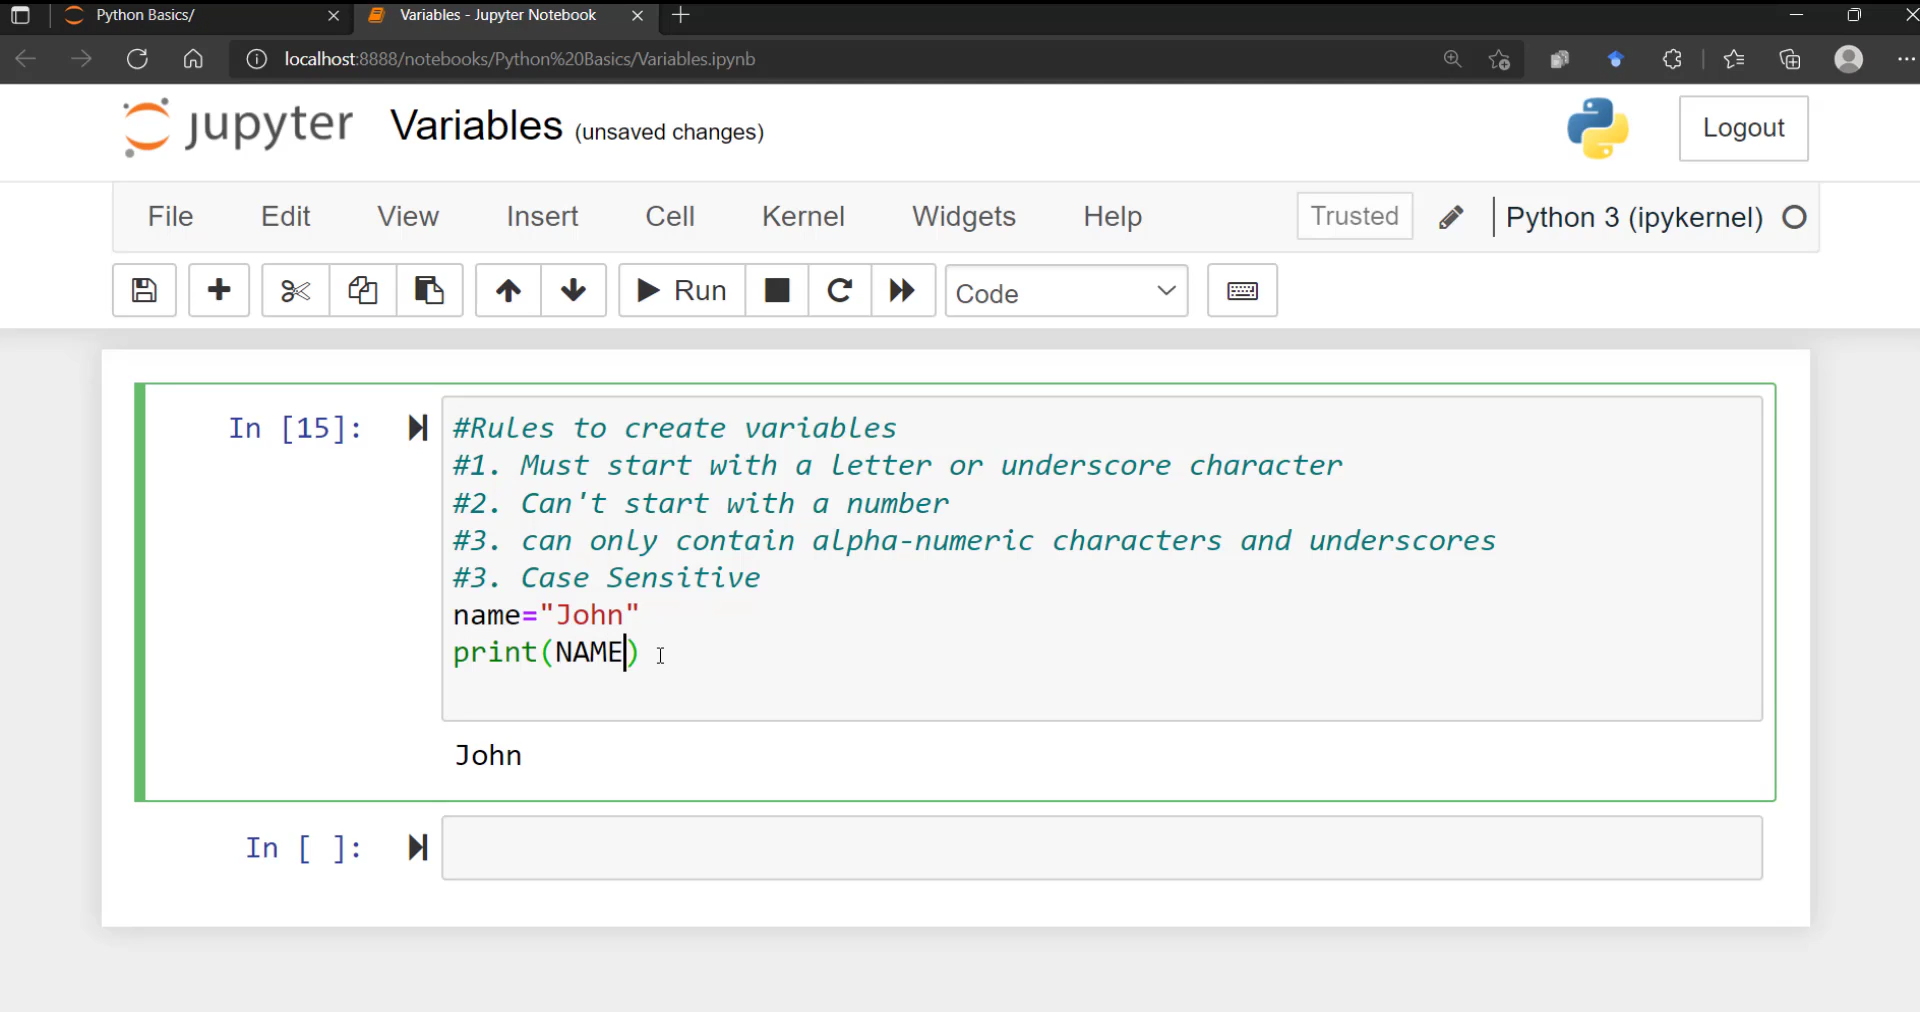 Python Basics/
Variables - Jupyter Notebook
localhost:8888/notebooks/Python%20Basics/Variables.ipynb
jupyter Variables (unsaved changes)
Logout
File Edit View Insert Cell Kernel Widgets Help Trusted Python 3 (ipykernel)
Run Code
In [15]:
#Rules to create variables
#1. Must start with a letter or underscore character
#2. Can't start with a number
#3. can only contain alpha-numeric characters and underscores
#3. Case Sensitive
name="John"
print(NAME)
John
In [ ]: